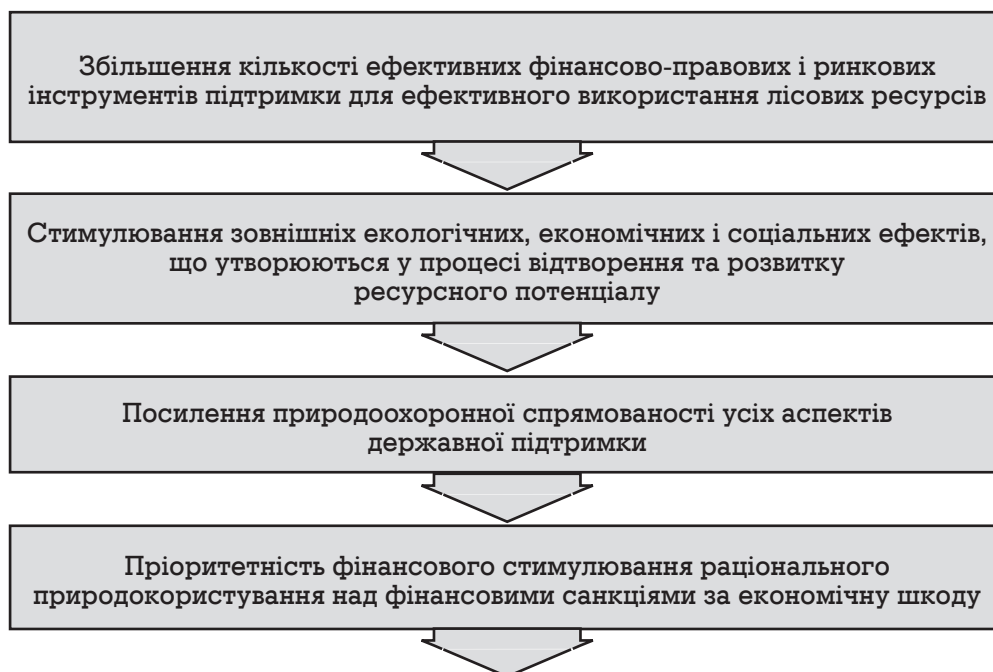 Збільшення кількості ефективних фінансово-правових і ринкових
інструментів підтримки для ефективного використання лісових ресурсів
Стимулювання зовнішніх екологічних, економічних і соціальних ефектів,
що утворюються у процесі відтворення та розвитку
ресурсного потенціалу
Посилення природоохоронної спрямованості усіх аспектів
державної підтримки
Пріоритетність фінансового стимулювання раціонального
природокористування над фінансовими санкціями за економічну шкоду